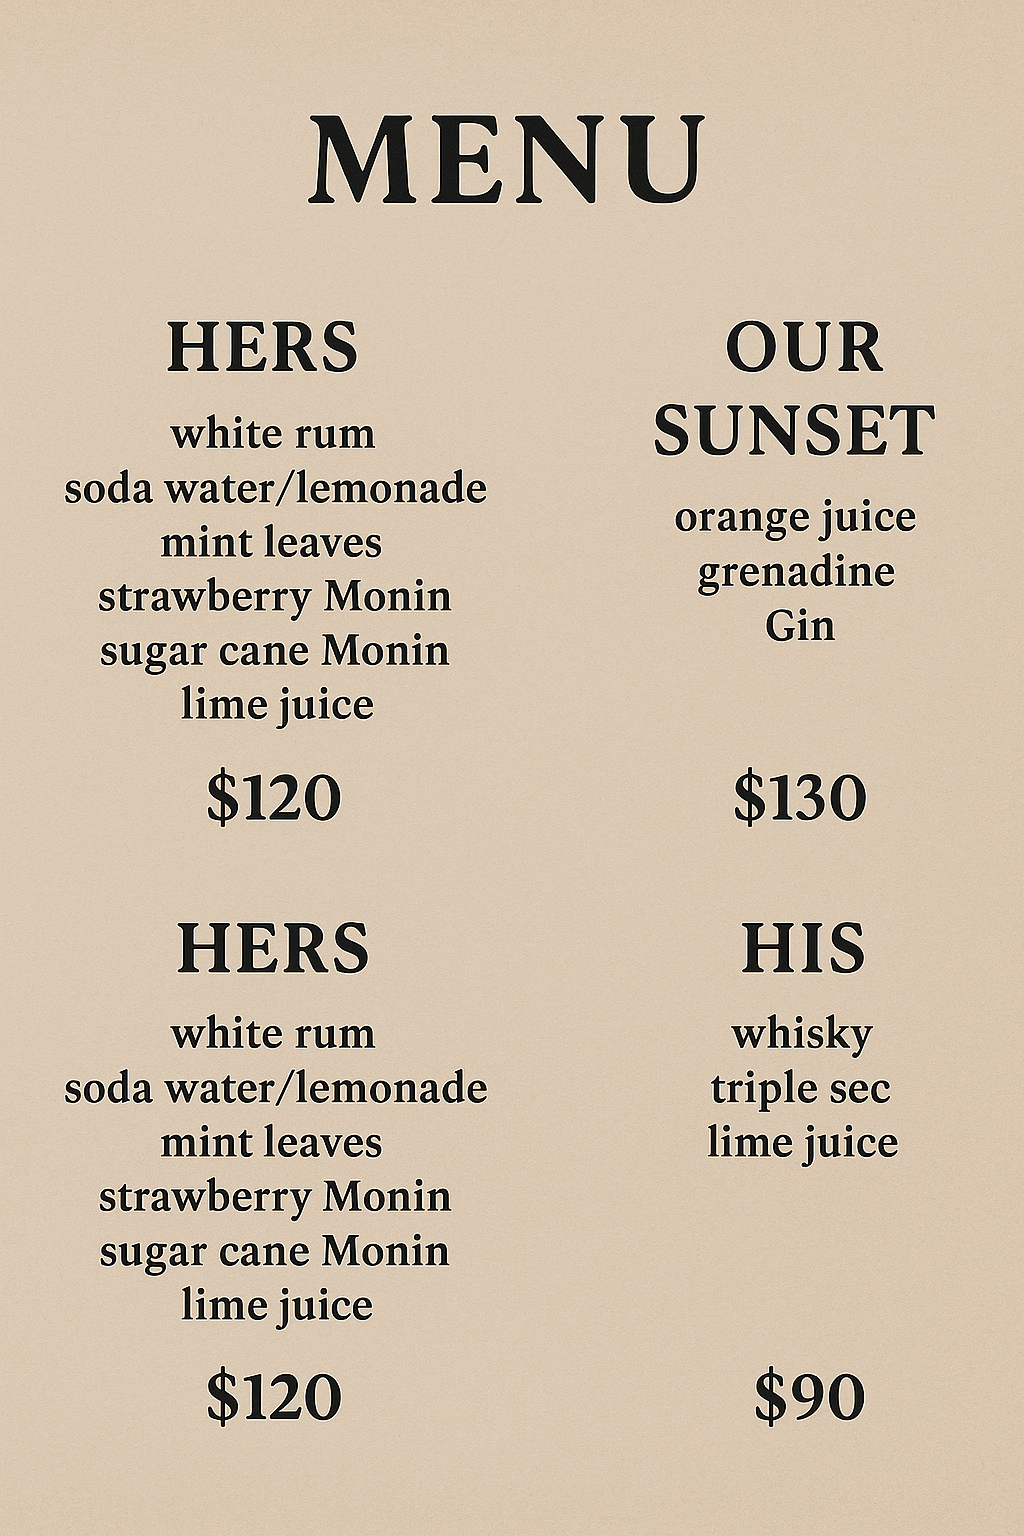 MENU
HERS
white rum
soda water/lemonade
mint leaves
strawberry Monin
sugar cane Monin
lime juice
$120
OUR
SUNSET
orange juice
grenadine
Gin
$130
HERS
white rum
soda water/lemonade
mint leaves
strawberry Monin
sugar cane Monin
lime juice
$120
HIS
whisky
triple sec
lime juice
$90